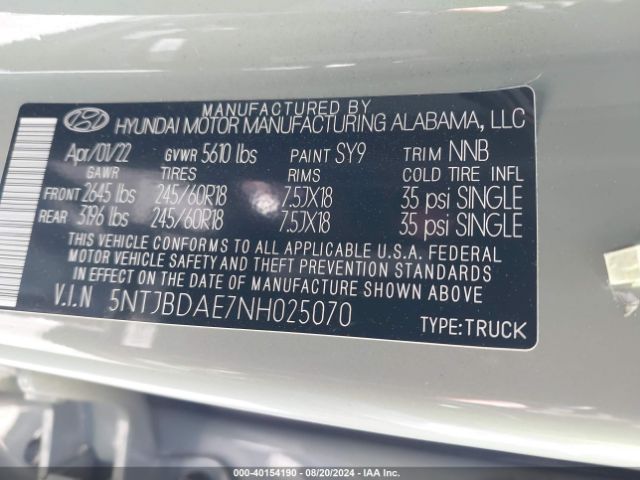 MANUFACTURED BY
HYUNDAI MOTOR MANUFACTURING ALABAMA, LLC
Apr/01/22 GVWR 5610 lbs PAINT SY9 TRIM NNB
GAWR TIRES RIMS COLD TIRE INFL
FRONT 2645 lbs 245/60R18 7.5JX18 35 psi SINGLE
REAR 3196 lbs 245/60R18 7.5JX18 35 psi SINGLE
THIS VEHICLE CONFORMS TO ALL APPLICABLE U.S.A. FEDERAL
MOTOR VEHICLE SAFETY AND THEFT PREVENTION STANDARDS
IN EFFECT ON THE DATE OF MANUFACTURE SHOWN ABOVE
V.I.N 5NTJBDAE7NH025070 TYPE:TRUCK
000-40154190 - 08/20/2024 - IAA Inc.